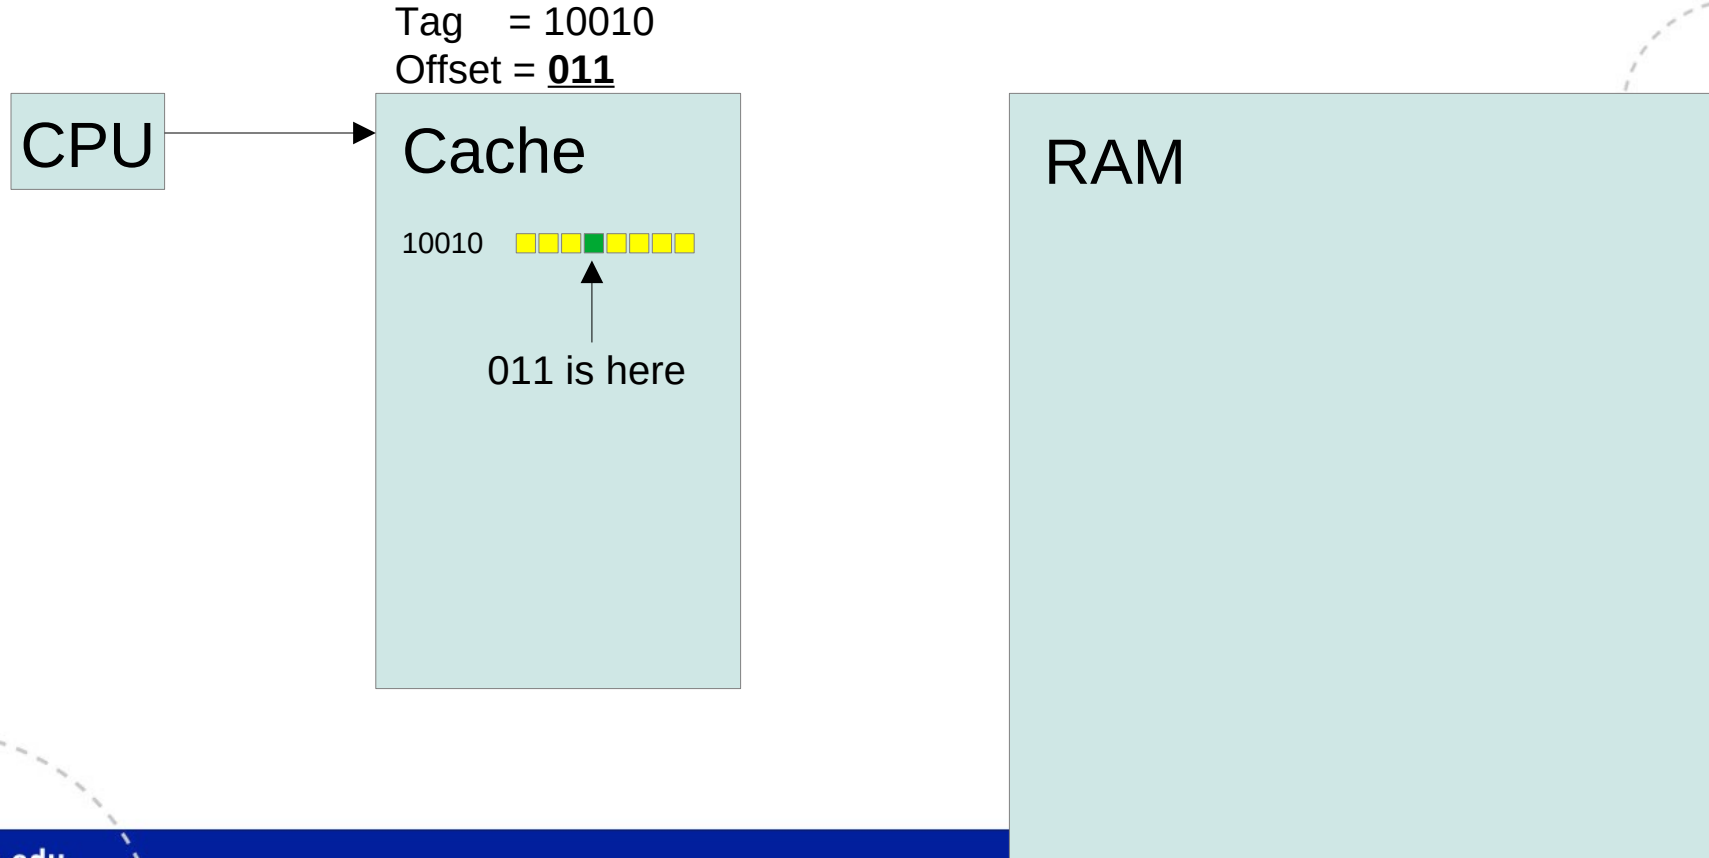 Tag = 10010
Offset = 011
CPU
Cache
RAM
10010
011 is here